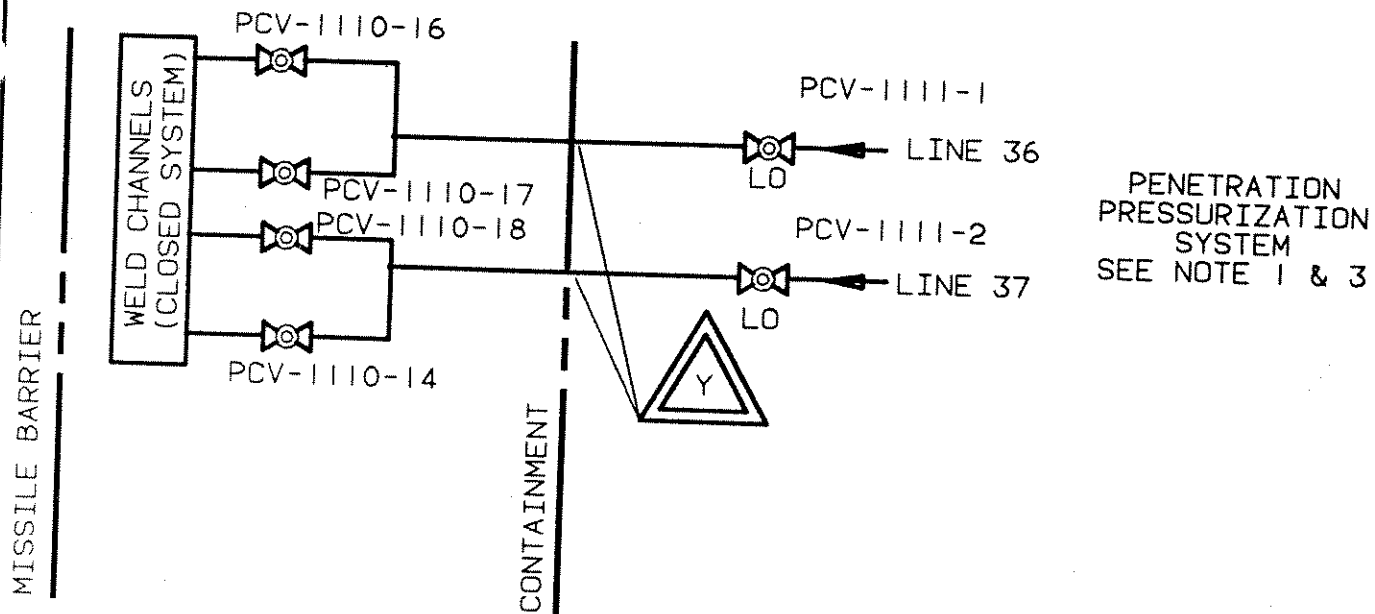 PCV-1110-16
PCV-1111-1
LINE 36
LO
PCV-1110-17
PCV-1110-18
PCV-1111-2
LINE 37
LO
PCV-1110-14
WELD CHANNELS
(CLOSED SYSTEM)
PENETRATION
PRESSURIZATION
SYSTEM
SEE NOTE 1 & 3
Y
MISSILE BARRIER
CONTAINMENT